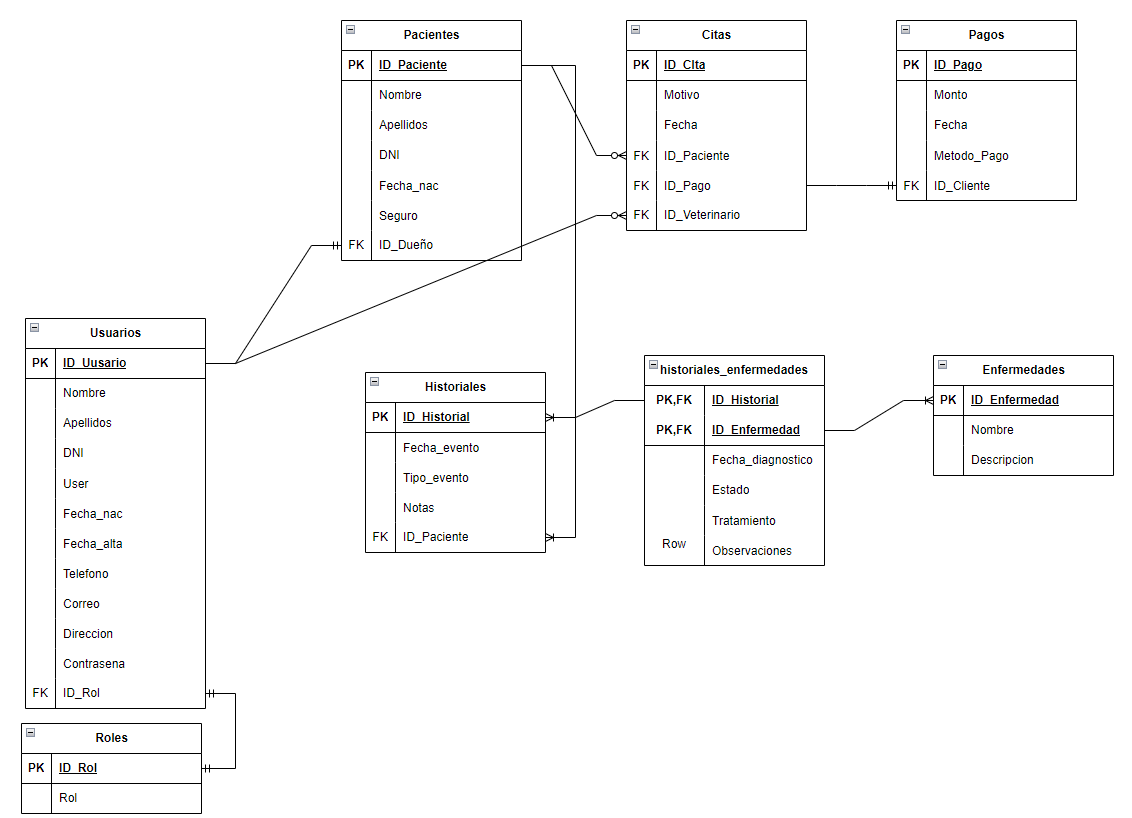 Pacientes
PK ID_Paciente
Nombre
Apellidos
DNI
Fecha_nac
Seguro
FK ID_Dueño
Citas
PK ID_CIta
Motivo
Fecha
FK ID_Paciente
FK ID_Pago
FK ID_Veterinario
Pagos
PK ID_Pago
Monto
Fecha
Metodo_Pago
FK ID_Cliente
Usuarios
PK ID_Uusario
Nombre
Apellidos
DNI
User
Fecha_nac
Fecha_alta
Telefono
Correo
Direccion
Contrasena
FK ID_Rol
Historiales
PK ID_Historial
Fecha_evento
Tipo_evento
Notas
FK ID_Paciente
historiales_enfermedades
PK,FK ID_Historial
PK,FK ID_Enfermedad
Fecha_diagnostico
Estado
Tratamiento
Row Observaciones
Enfermedades
PK ID_Enfermedad
Nombre
Descripcion
Roles
PK ID_Rol
Rol